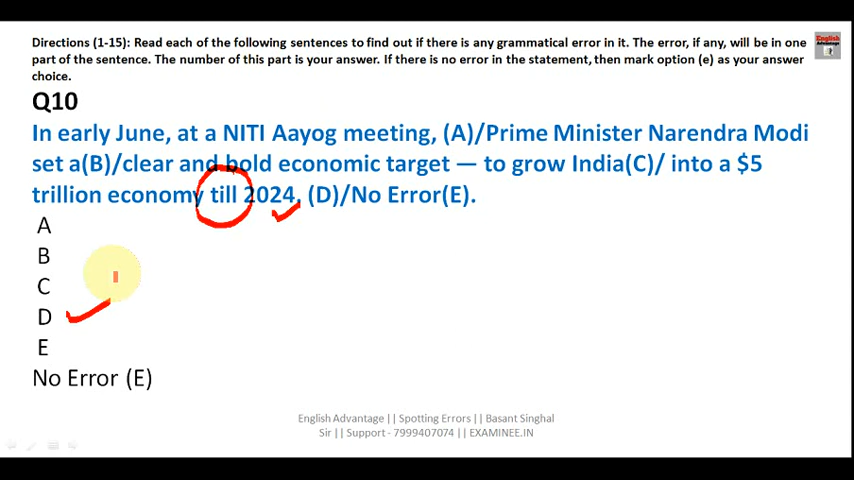 Directions (1-15): Read each of the following sentences to find out if there is any grammatical error in it. The error, if any, will be in one
part of the sentence. The number of this part is your answer. If there is no error in the statement, then mark option (e) as your answer
choice.
English
Advantage
Q10
In early June, at a NITI Aayog meeting, (A)/Prime Minister Narendra Modi
set a(B)/clear and bold economic target — to grow India(C)/ into a $5
trillion economy till 2024, (D)/No Error(E).
A
B
C
D
E
No Error (E)
English Advantage || Spotting Errors || Basant Singhal
Sir || Support - 7999407074 || EXAMINEE.IN